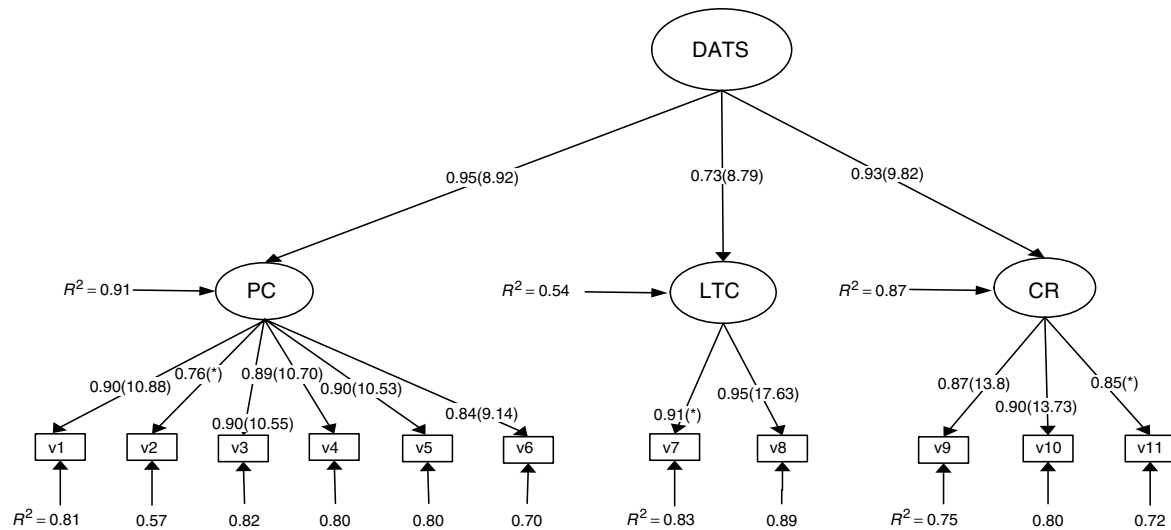 DATS
0.95(8.92)
0.73(8.79)
0.93(9.82)
R² = 0.91
PC
R² = 0.54
LTC
R² = 0.87
CR
0.90(10.88)
0.76(*)
0.89(10.70)
0.90(10.53)
0.90(10.55)
0.84(9.14)
0.91(*)
0.95(17.63)
0.87(13.8)
0.90(13.73)
0.85(*)
v1 v2 v3 v4 v5 v6 v7 v8 v9 v10 v11
R² = 0.81 0.57 0.82 0.80 0.80 0.70 R² = 0.83 0.89 R² = 0.75 0.80 0.72